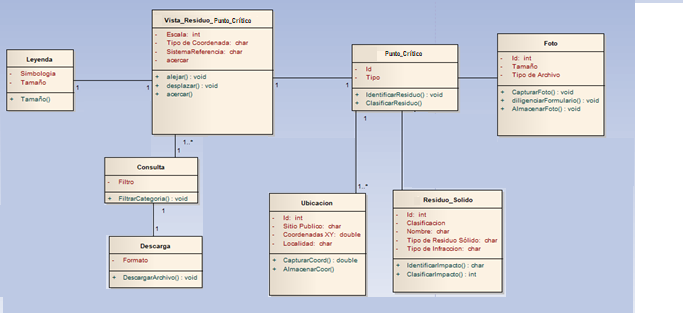 Vista_Residuo_Punto_Crítico
- Escala: int
- Tipo de Coordenada: char
- SistemaReferencia: char
- acercar
+ alejar() : void
+ desplazar() : void
+ acercar()
Leyenda
- Simbologia
- Tamaño
+ Tamaño()
1
1
1
1
Punto_Crítico
- Id
- Tipo
+ IdentificarResiduo() : void
+ ClasificarResiduo()
1
Foto
- Id: int
- Tamaño
- Tipo de Archivo
+ CapturarFoto() : void
+ diligenciarFormulario() : void
+ AlmacenarFoto() : void
1..*
1
Consulta
- Filtro
+ FiltrarCategoria() : void
1
1
Descarga
- Formato
+ DescargarArchivo() : void
1..*
Ubicacion
- Id: int
- Sitio Publico: char
- Coordenadas XY: double
- Localidad: char
+ CapturarCoord() : double
+ AlmacenarCoor()
Residuo_Solido
- Id: int
- Clasificacion
- Nombre: char
- Tipo de Residuo Sólido: char
- Tipo de Infraccion: char
+ IdentificarImpacto() : char
+ ClasificarImpacto() : int